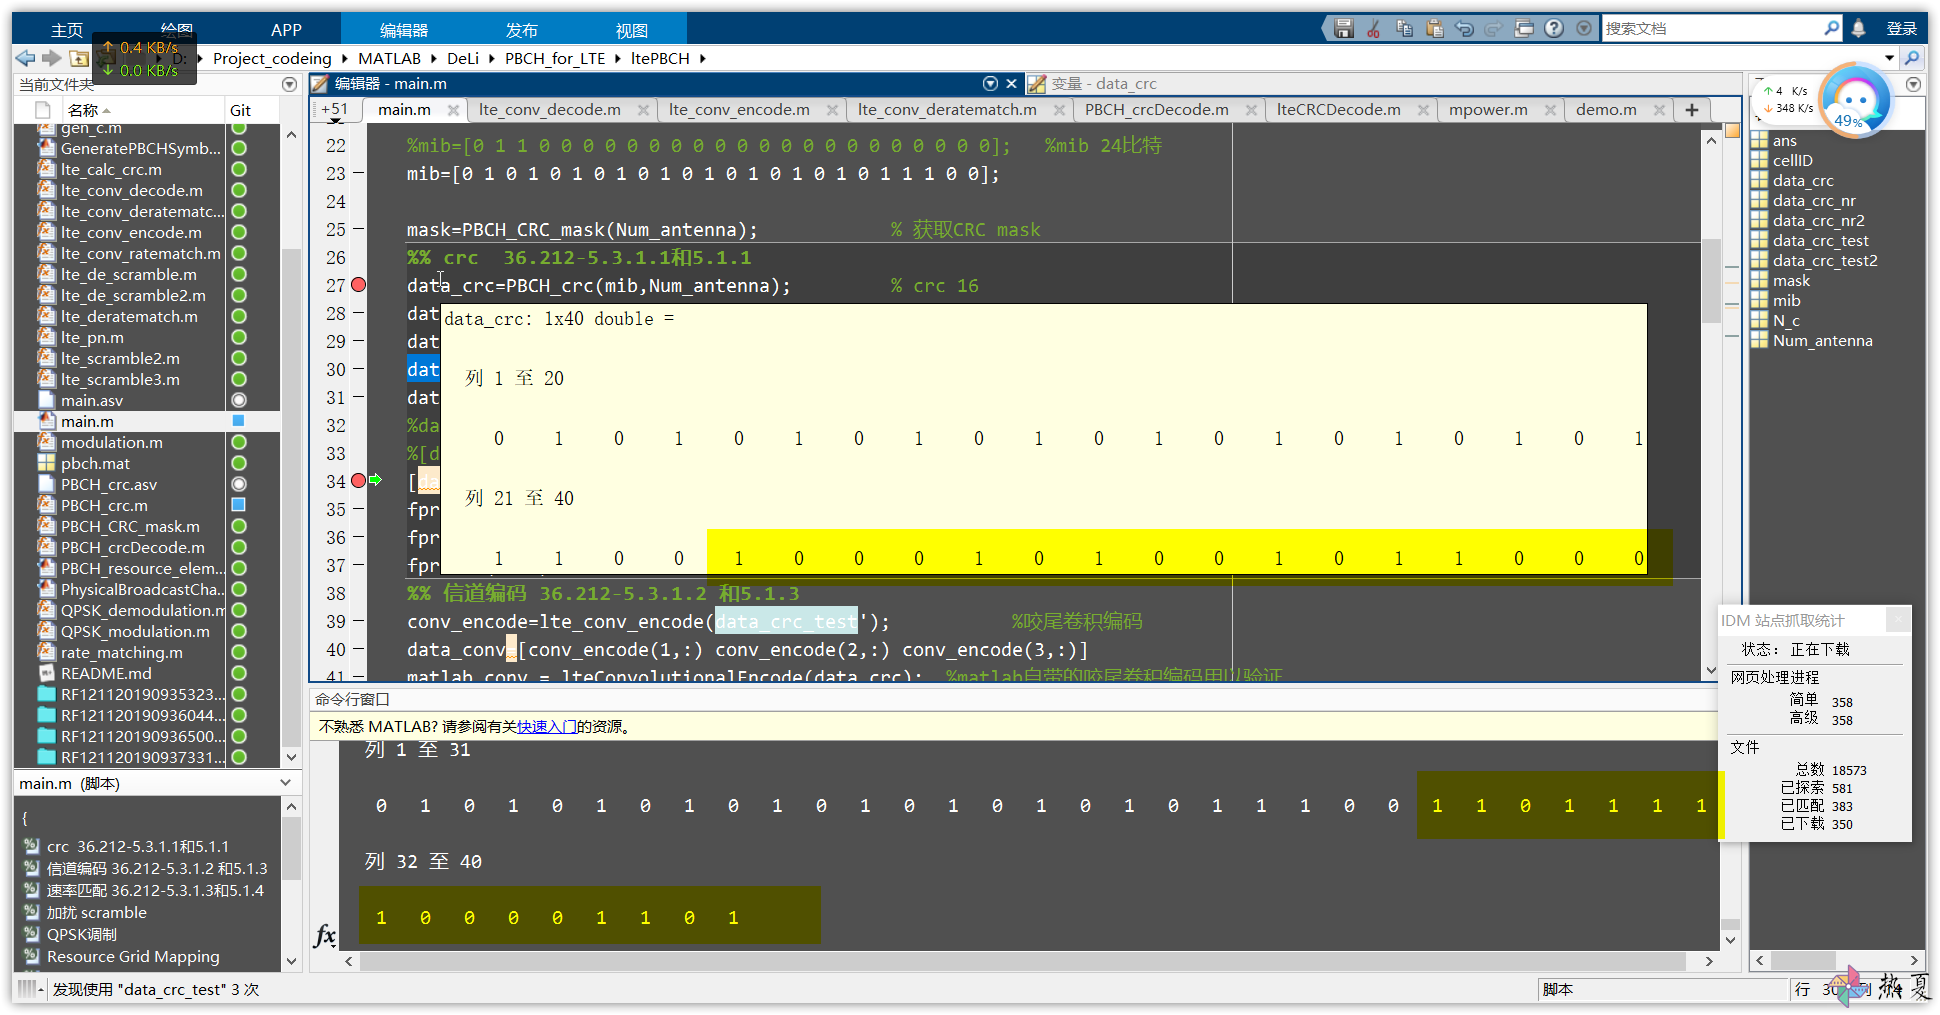 主页 绘图 APP 编辑器 发布 视图 搜索文档 登录
↑ 0.4 KB/s
↓ 0.0 KB/s
D: ▸ Project_codeing ▸ MATLAB ▸ DeLi ▸ PBCH_for_LTE ▸ ltePBCH ▸
当前文件夹
名称 Git
gen_c.m
GeneratePBCHSymb...
lte_calc_crc.m
lte_conv_decode.m
lte_conv_deratematc...
lte_conv_encode.m
lte_conv_ratematch.m
lte_de_scramble.m
lte_de_scramble2.m
lte_deratematch.m
lte_pn.m
lte_scramble2.m
lte_scramble3.m
main.asv
main.m
modulation.m
pbch.mat
PBCH_crc.asv
PBCH_crc.m
PBCH_CRC_mask.m
PBCH_crcDecode.m
PBCH_resource_elem...
PhysicalBroadcastCha...
QPSK_demodulation.m
QPSK_modulation.m
rate_matching.m
README.md
RF121120190935323...
RF121120190936044...
RF121120190936500...
RF121120190937331...
main.m (脚本)
{
crc 36.212-5.3.1.1和5.1.1
信道编码 36.212-5.3.1.2 和5.1.3
速率匹配 36.212-5.3.1.3和5.1.4
加扰 scramble
QPSK调制
Resource Grid Mapping
编辑器 - main.m
变量 - data_crc
+51 main.m lte_conv_decode.m lte_conv_encode.m lte_conv_deratematch.m PBCH_crcDecode.m lteCRCDecode.m mpower.m demo.m +
22 %mib=[0 1 1 0 0 0 0 0 0 0 0 0 0 0 0 0 0 0 0 0 0 0 0 0]; %mib 24比特
23 mib=[0 1 0 1 0 1 0 1 0 1 0 1 0 1 0 1 0 1 0 1 1 1 0 0];
24
25 mask=PBCH_CRC_mask(Num_antenna); % 获取CRC mask
26 %% crc 36.212-5.3.1.1和5.1.1
27 data_crc=PBCH_crc(mib,Num_antenna); % crc 16
28 dat
29 dat
30 dat
31 dat
32 %da
33 %[d
34 [da
35 fpr
36 fpr
37 fpr
data_crc: 1x40 double =
列 1 至 20
0 1 0 1 0 1 0 1 0 1 0 1 0 1 0 1 0 1 0 1
列 21 至 40
1 1 0 0 1 0 0 0 1 0 1 0 0 1 0 1 1 0 0 0
38 %% 信道编码 36.212-5.3.1.2 和5.1.3
39 conv_encode=lte_conv_encode(data_crc_test'); %咬尾卷积编码
40 data_conv=[conv_encode(1,:) conv_encode(2,:) conv_encode(3,:)]
41 matlab_conv = lteConvolutionalEncode(data_crc); %matlab自带的咬尾卷积编码用以验证
命令行窗口
不熟悉 MATLAB? 请参阅有关快速入门的资源。
列 1 至 31
0 1 0 1 0 1 0 1 0 1 0 1 0 1 0 1 0 1 0 1 1 1 0 0 1 1 0 1 1 1 1
列 32 至 40
1 0 0 0 0 1 1 0 1
fx
↑ 4 K/s
↓ 348 K/s
49%
ans
cellID
data_crc
data_crc_nr
data_crc_nr2
data_crc_test
data_crc_test2
mask
mib
N_c
Num_antenna
IDM 站点抓取统计
状态: 正在下载
网页处理进程
简单 358
高级 358
文件
总数 18573
已探索 581
已匹配 383
已下载 350
发现使用 "data_crc_test" 3 次
脚本
行 30 列
热夏